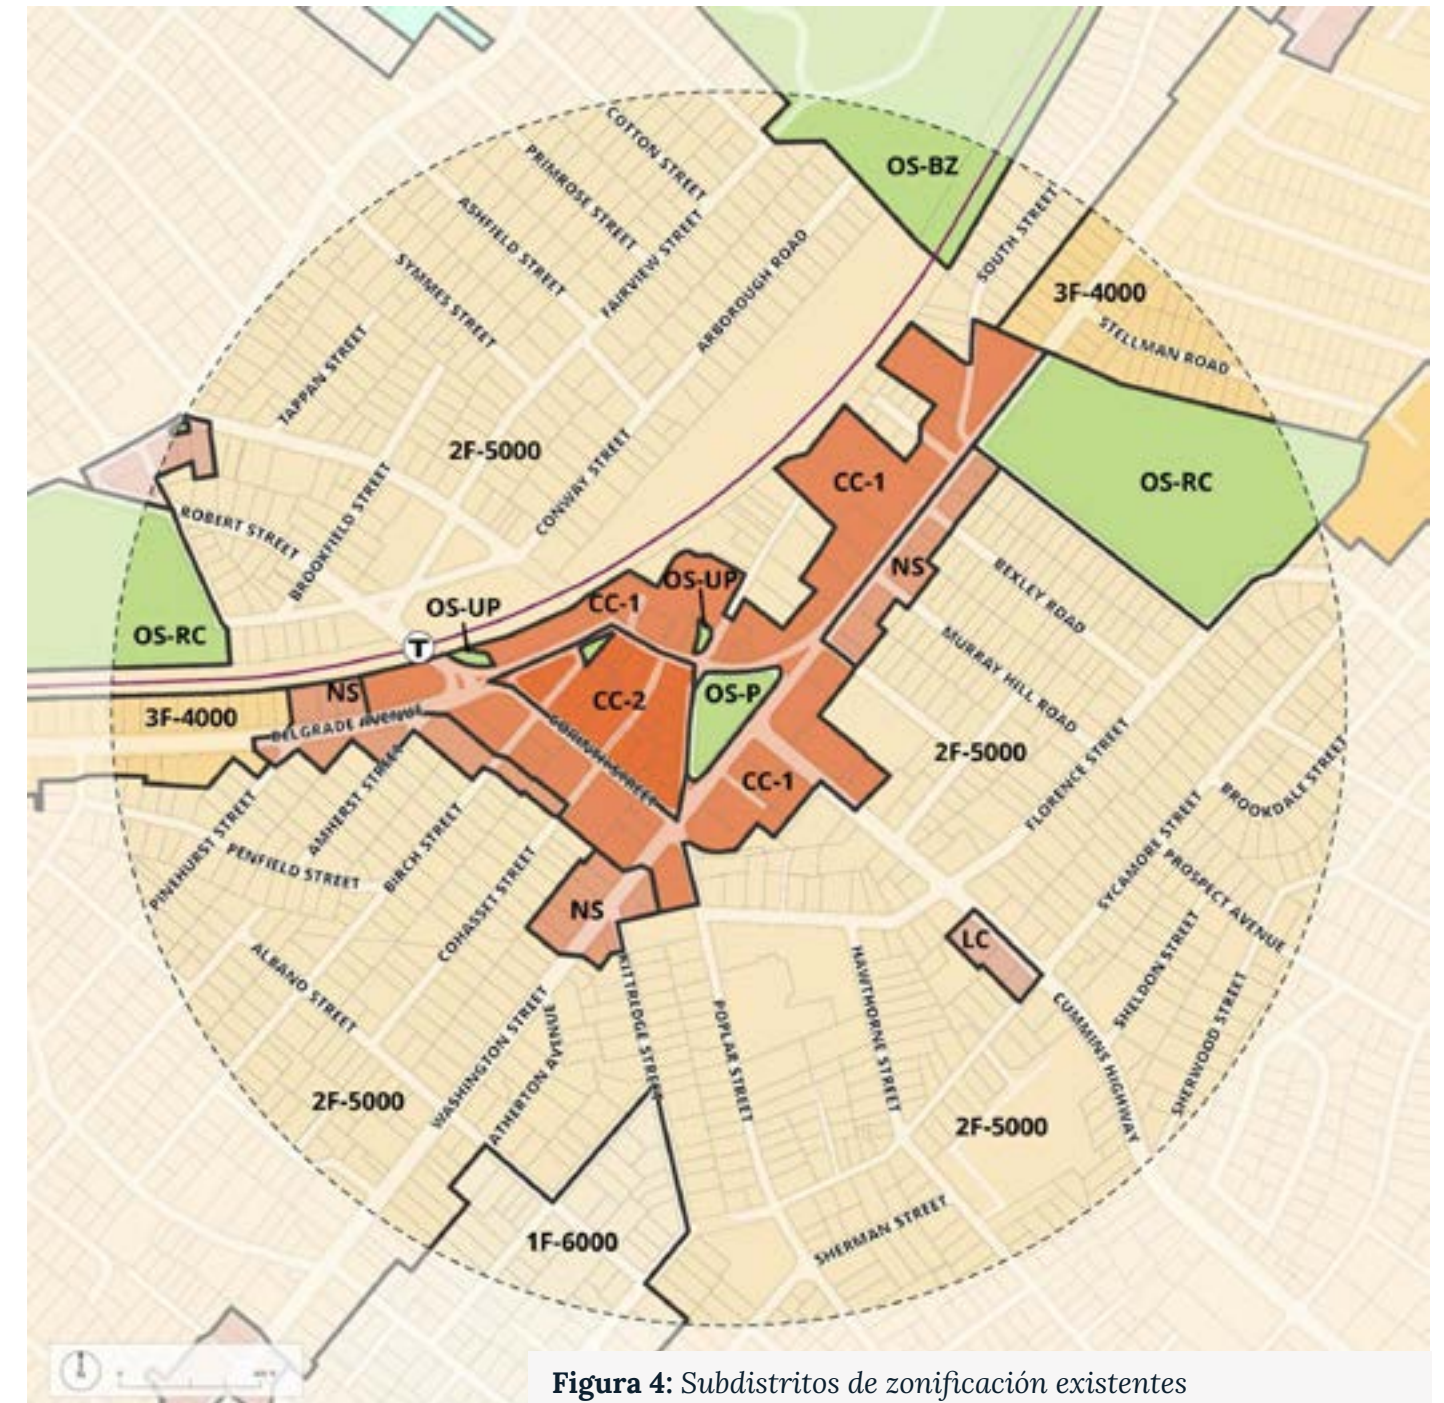 COTTON STREET
PRIMROSE STREET
OS-BZ
ASHFIELD STREET
FAIRVIEW STREET
SOUTH STREET
SYMMES STREET
ARBOROUGH ROAD
3F-4000
STELLMAN ROAD
TAPPAN STREET
2F-5000
CONWAY STREET
CC-1
OS-RC
ROBERT STREET
BROOKFIELD STREET
NS
BEXLEY ROAD
OS-UP
OS-UP
CC-1
OS-RC
T
MURRAY HILL ROAD
NS
CC-2
OS-P
3F-4000
BELGRADE AVENUE
2F-5000
CORINTH STREET
CC-1
FLORENCE STREET
BROOKDALE STREET
AMHERST STREET
PINEHURST STREET
PENFIELD STREET
BIRCH STREET
SYCAMORE STREET
PROSPECT AVENUE
COHASSET STREET
NS
LC
ALBANO STREET
KITTREDGE STREET
HAWTHORNE STREET
SHELDON STREET
WASHINGTON STREET
ATHERTON AVENUE
POPLAR STREET
CUMMINS HIGHWAY
SHERWOOD STREET
2F-5000
2F-5000
SHERMAN STREET
1F-6000
Figura 4: Subdistritos de zonificación existentes